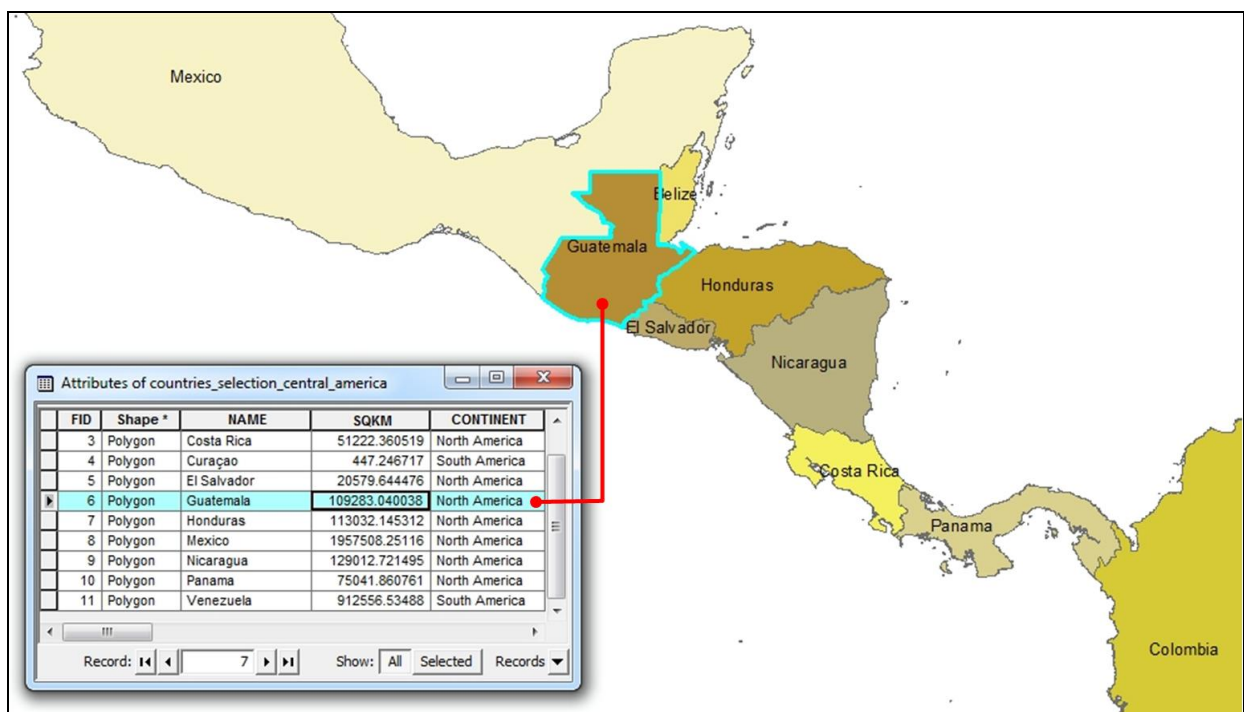 Mexico
Belize
Guatemala
Honduras
El Salvador
Nicaragua
Costa Rica
Panama
Colombia
Attributes of countries_selection_central_america
FID Shape * NAME SQKM CONTINENT
3 Polygon Costa Rica 51222.360519 North America
4 Polygon Curaçao 447.246717 South America
5 Polygon El Salvador 20579.644476 North America
6 Polygon Guatemala 109283.040038 North America
7 Polygon Honduras 113032.145312 North America
8 Polygon Mexico 1957508.25116 North America
9 Polygon Nicaragua 129012.721495 North America
10 Polygon Panama 75041.860761 North America
11 Polygon Venezuela 912556.53488 South America
Record: 7 Show: All Selected Records